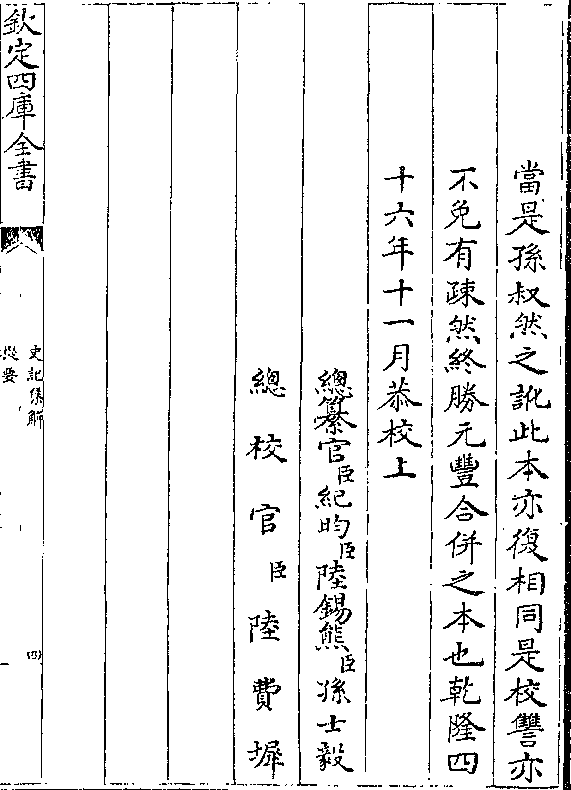 當是孫叔然之訛此本亦復相同是校讐亦
不免有疎然終勝元豐合併之本也乾隆四
十六年十一月恭校上
總纂官臣紀昀臣陸錫熊臣孫士毅
總校官臣陸費墀
欽定四庫全書
史記集解
提要
四